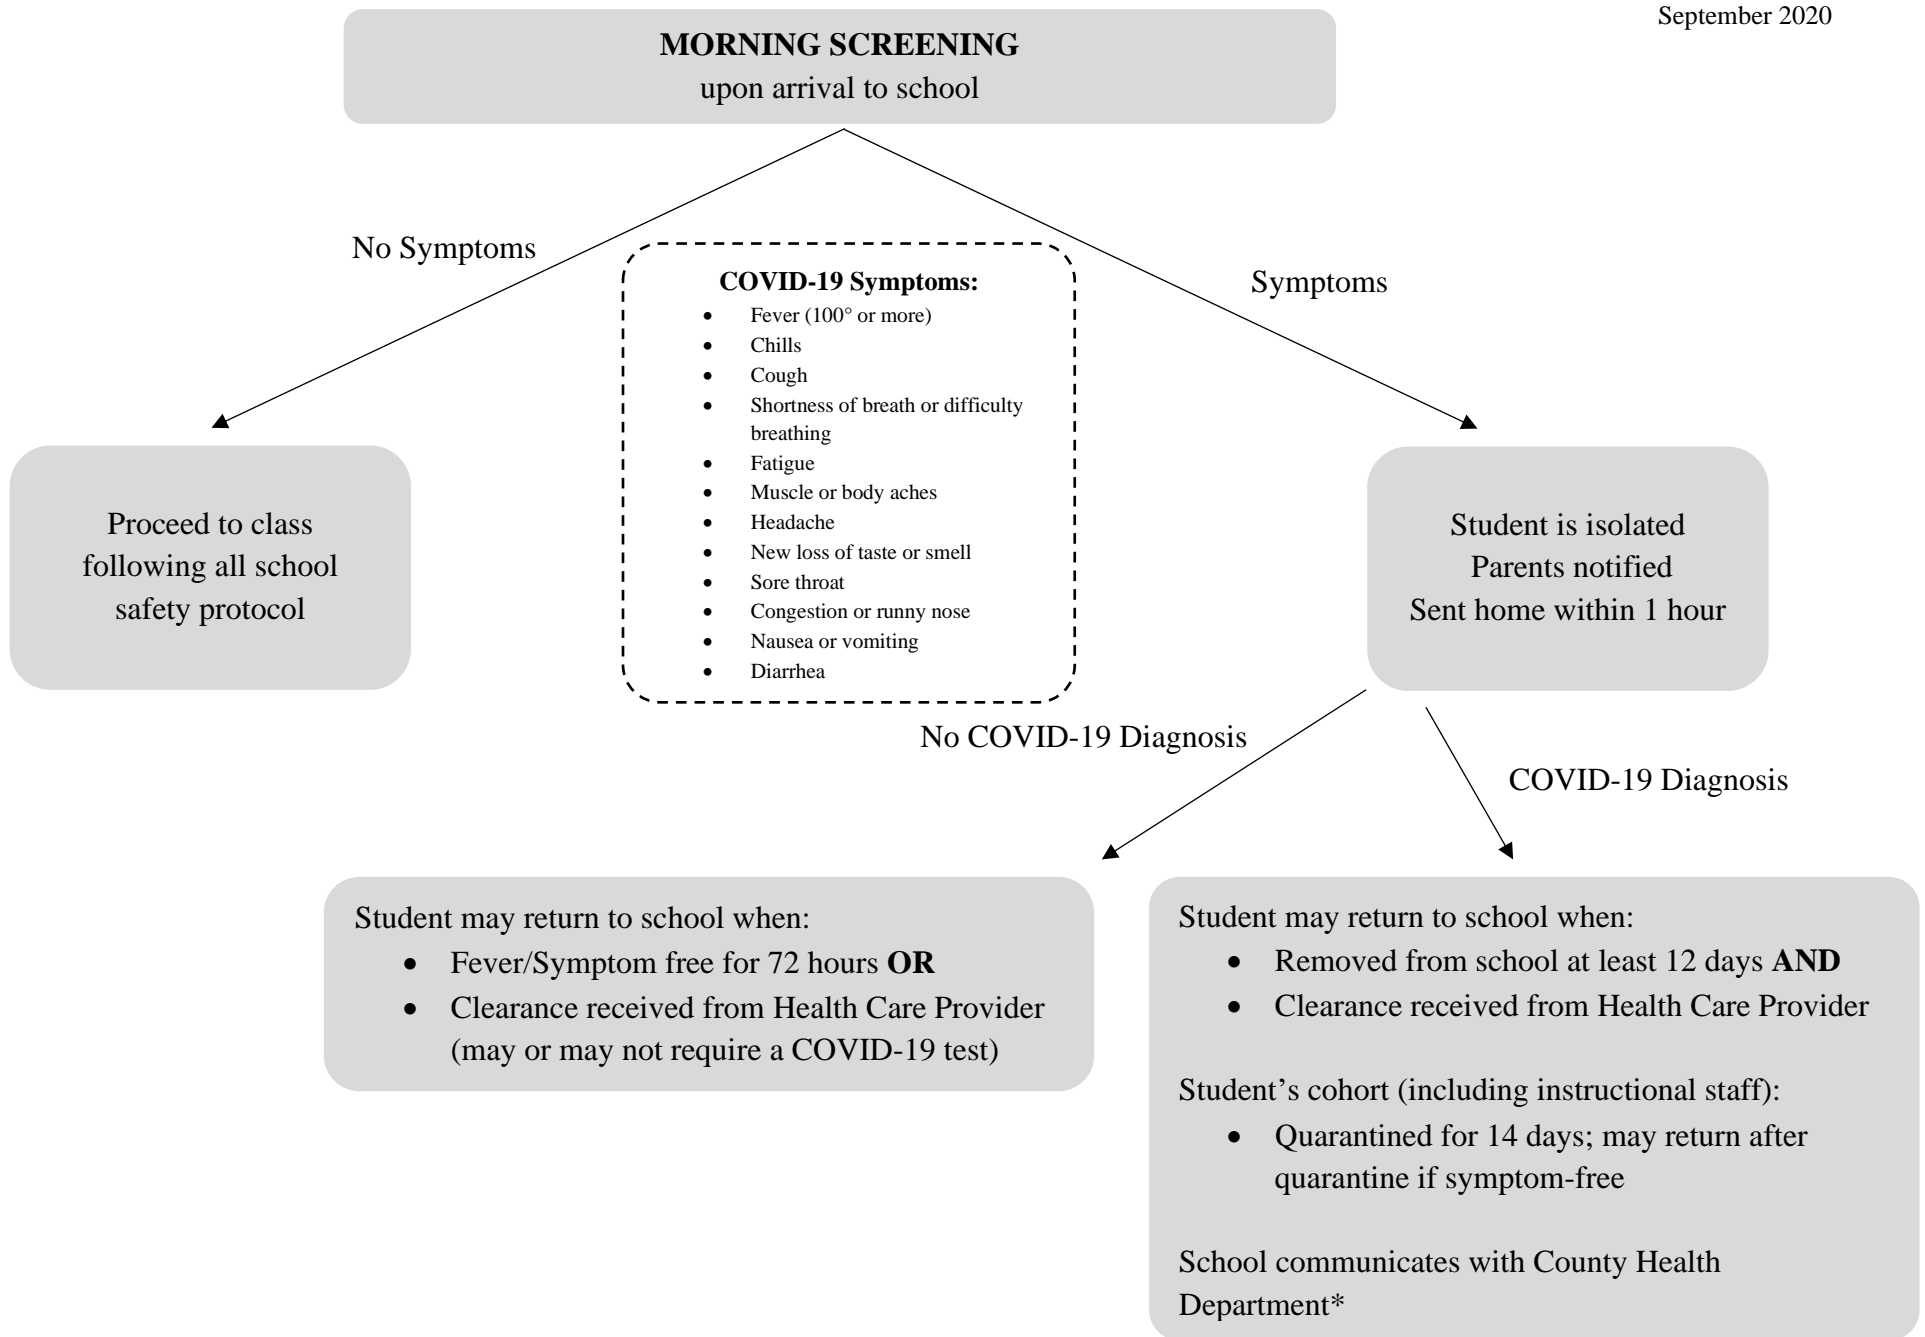 September 2020
MORNING SCREENING
upon arrival to school
No Symptoms
COVID-19 Symptoms:
• Fever (100° or more)
• Chills
• Cough
• Shortness of breath or difficulty
breathing
• Fatigue
• Muscle or body aches
• Headache
• New loss of taste or smell
• Sore throat
• Congestion or runny nose
• Nausea or vomiting
• Diarrhea
Symptoms
Proceed to class
following all school
safety protocol
Student is isolated
Parents notified
Sent home within 1 hour
No COVID-19 Diagnosis
COVID-19 Diagnosis
Student may return to school when:
• Fever/Symptom free for 72 hours OR
• Clearance received from Health Care Provider
(may or may not require a COVID-19 test)
Student may return to school when:
• Removed from school at least 12 days AND
• Clearance received from Health Care Provider
Student’s cohort (including instructional staff):
• Quarantined for 14 days; may return after
quarantine if symptom-free
School communicates with County Health
Department*